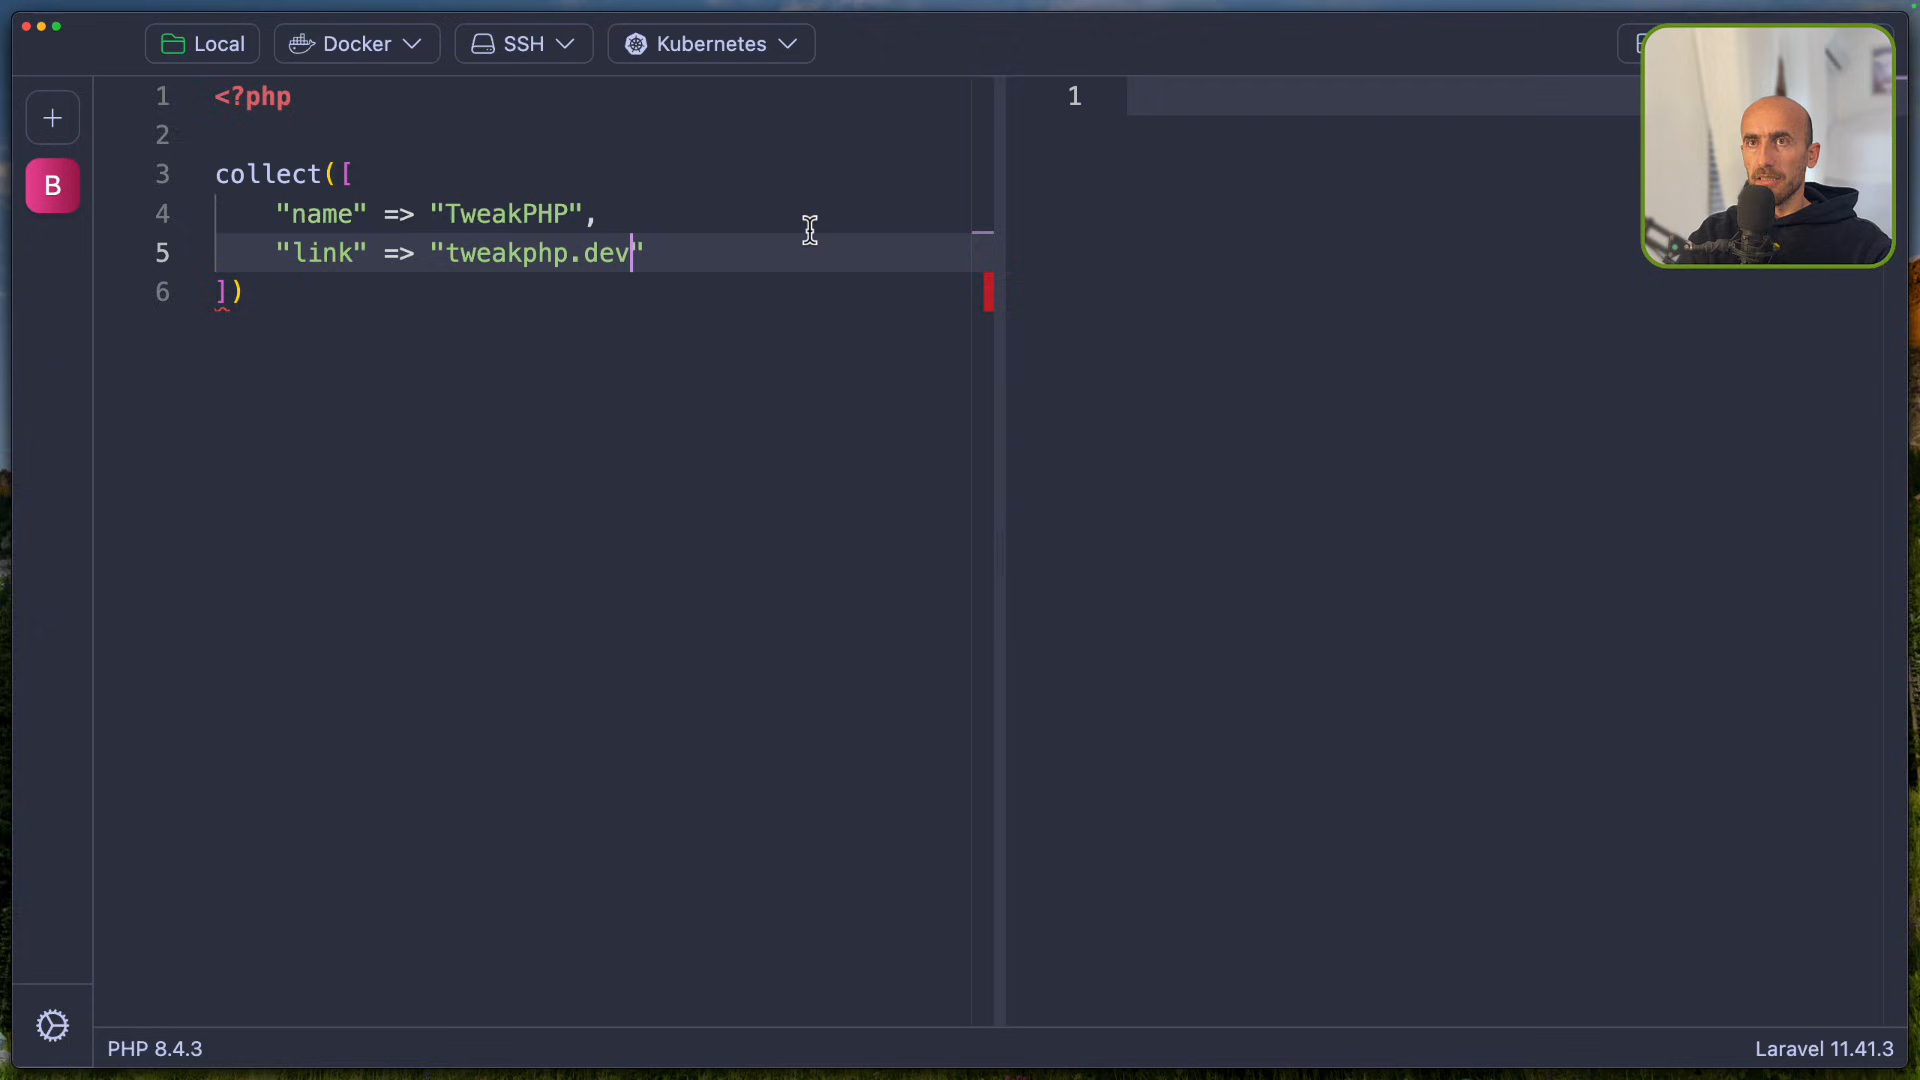 Local
Docker
SSH
Kubernetes
B
1 <?php
2
3 collect([
4 "name" => "TweakPHP",
5 "link" => "tweakphp.dev"
6 ])
1
PHP 8.4.3
Laravel 11.41.3